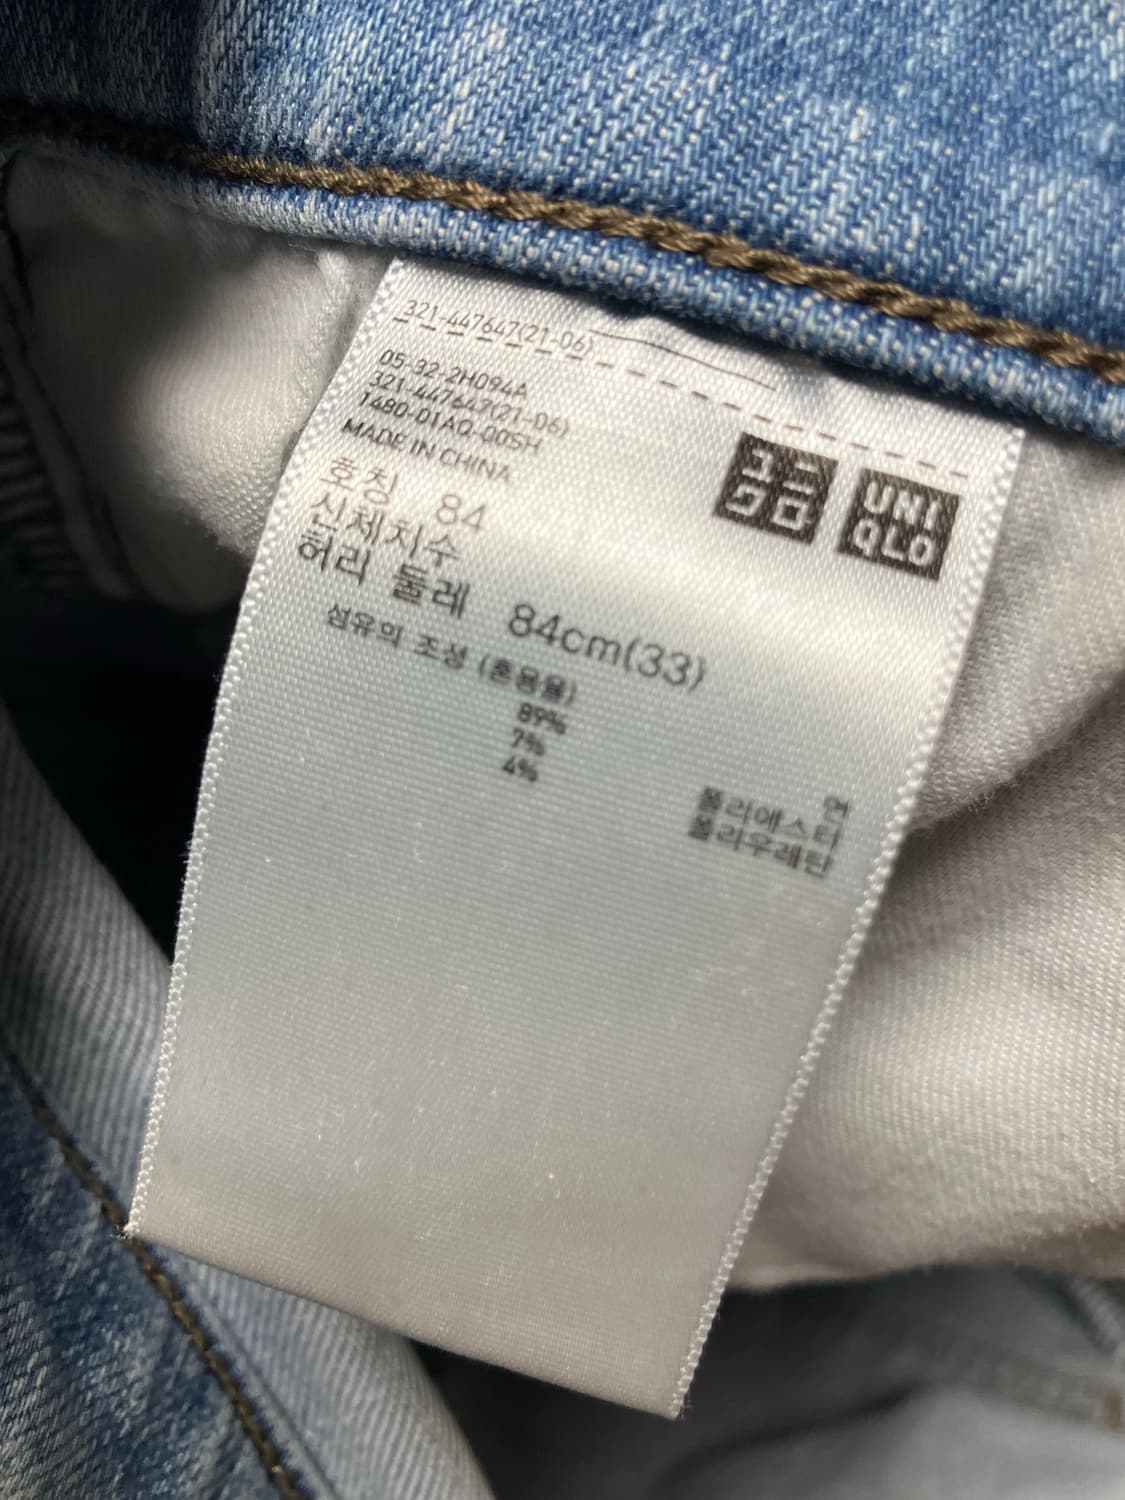 321-447647(21-06)
05-32-2H094A
321-447647(21-06)
1480-01AQ-00SH
MADE IN CHINA
ユニ
クロ
UNI
QLO
호칭 84
신체치수
허리 둘레 84cm(33)
섬유의 조성 (혼용율)
89% 면
7% 폴리에스터
4% 폴리우레탄